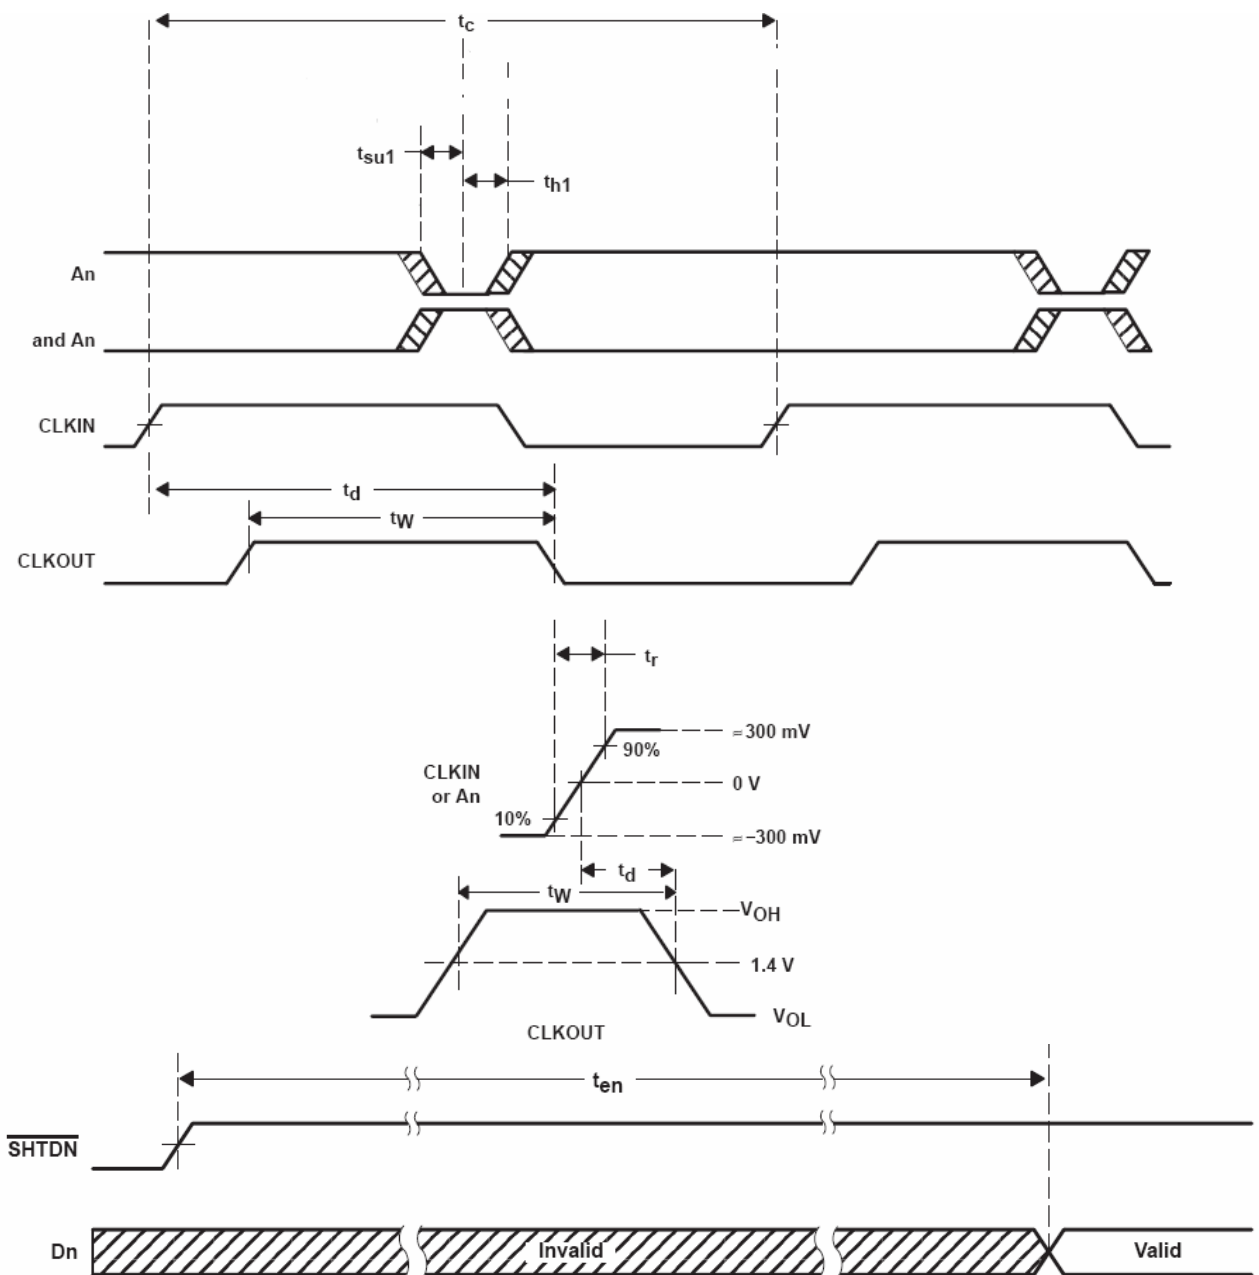 tc
tsu1
th1
An
and An
CLKIN
td
tW
CLKOUT
tr
≈300 mV
90%
CLKIN
or An
0 V
10%
≈−300 mV
td
tW
VOH
1.4 V
VOL
CLKOUT
ten
SHTDN
Dn
Invalid
Valid